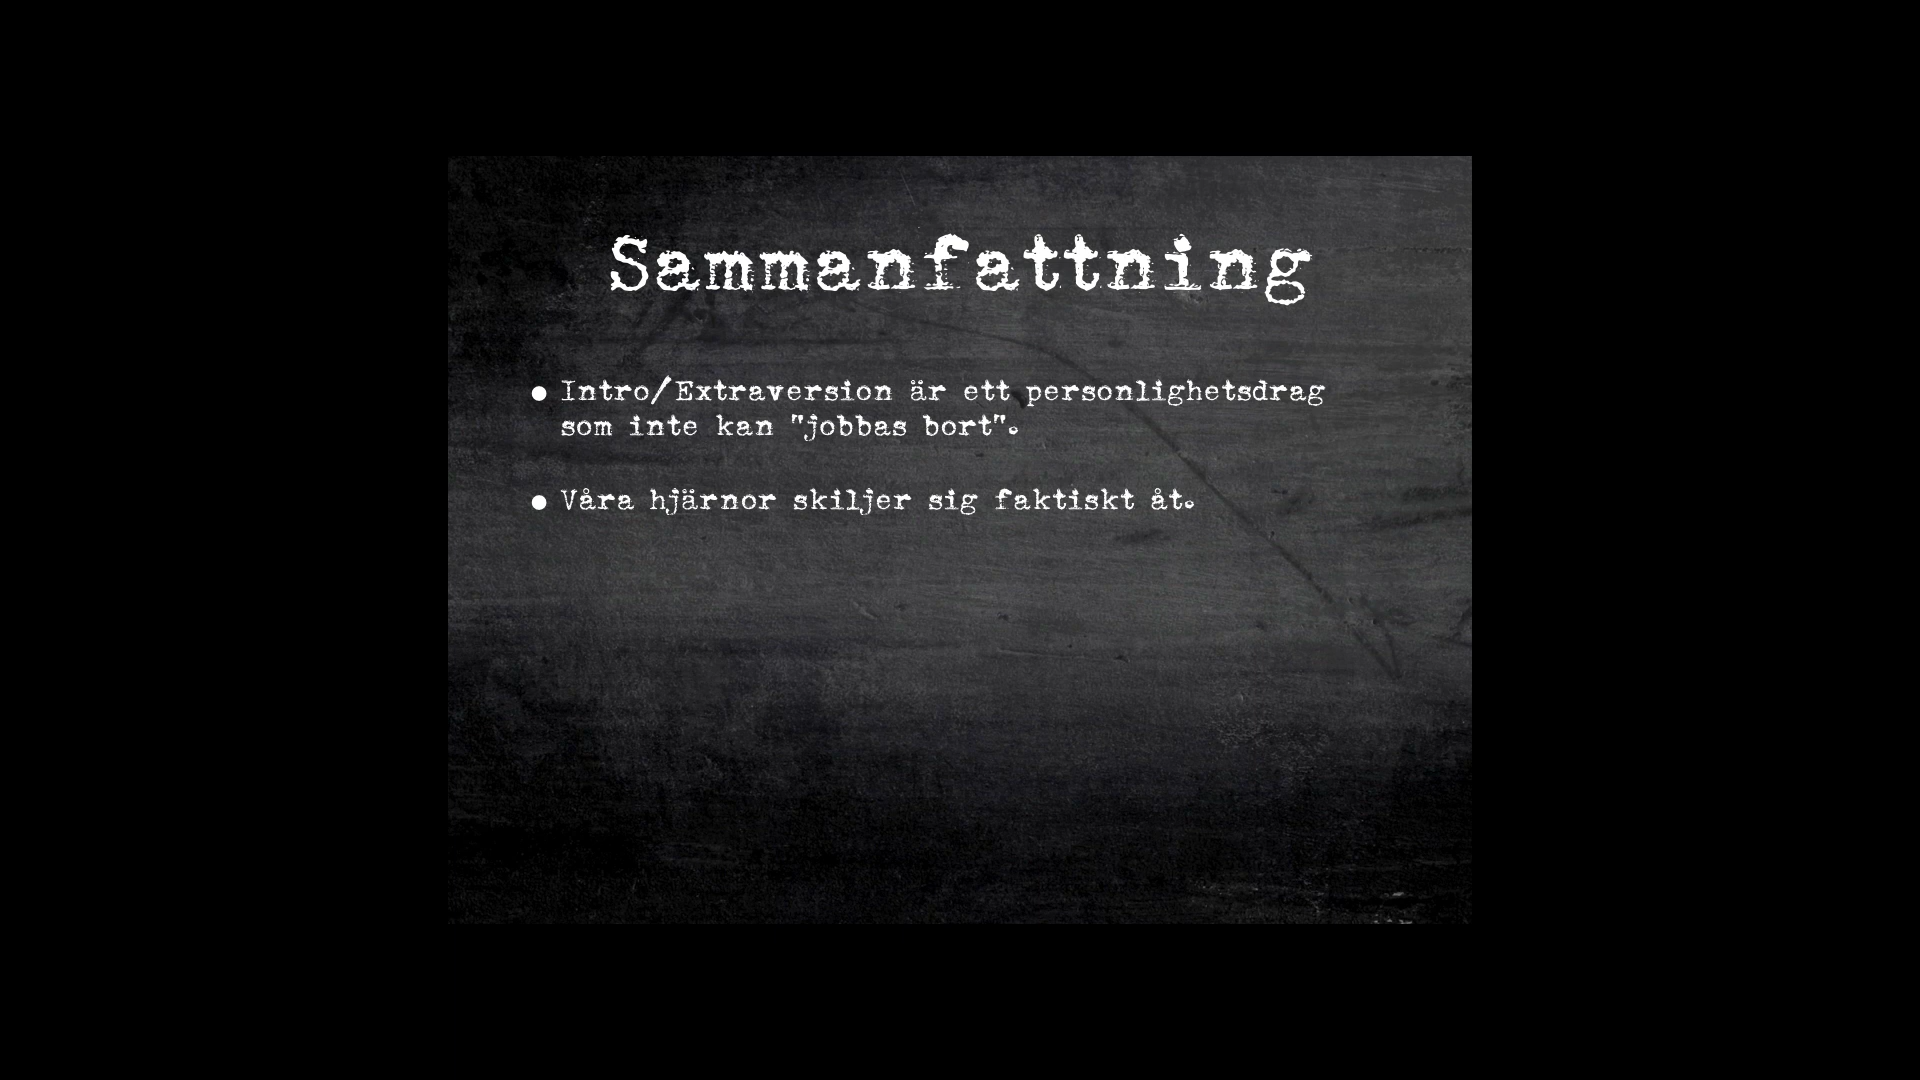 Sammanfattning
• Intro/Extraversion är ett personlighetsdrag
som inte kan "jobbas bort".
• Våra hjärnor skiljer sig faktiskt åt.